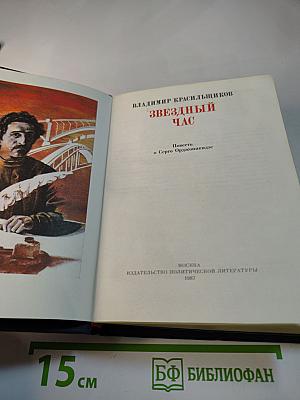 ВЛАДИМИР КРАСИЛЬЩИКОВ
ЗВЕЗДНЫЙ
ЧАС
Повесть
о Серго Орджоникидзе
МОСКВА
ИЗДАТЕЛЬСТВО ПОЛИТИЧЕСКОЙ ЛИТЕРАТУРЫ
1987
15 см
БФ БИБЛИОФАН